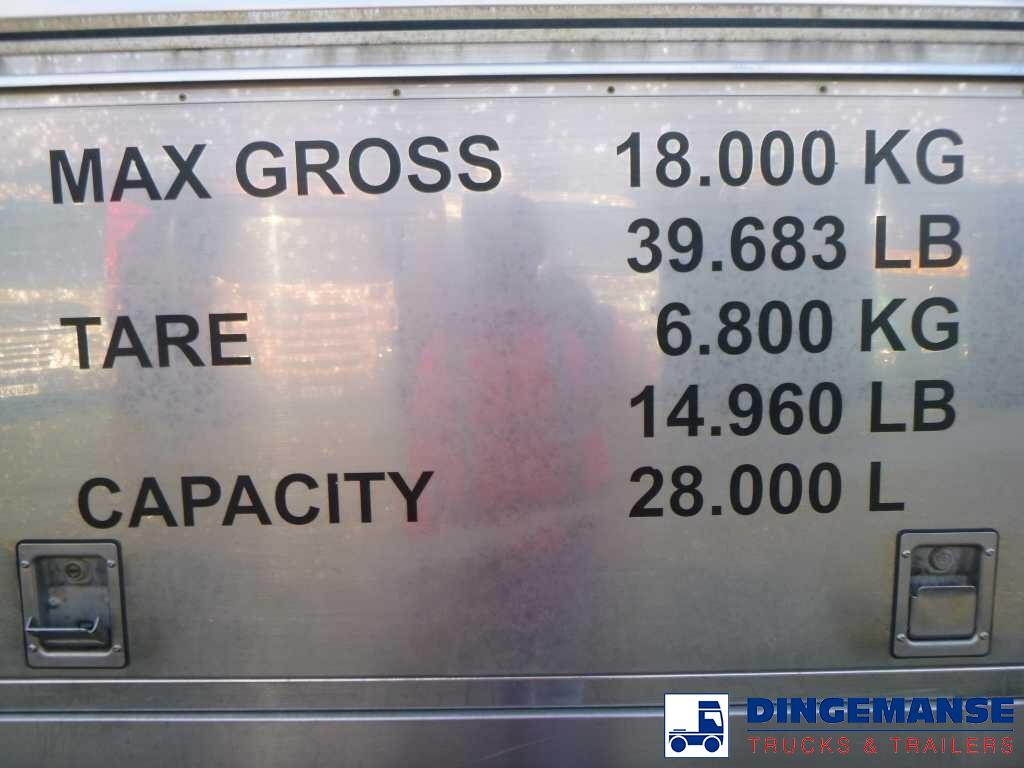 MAX GROSS 18.000 KG
39.683 LB
TARE 6.800 KG
14.960 LB
CAPACITY 28.000 L
DINGEMANSE
TRUCKS & TRAILERS